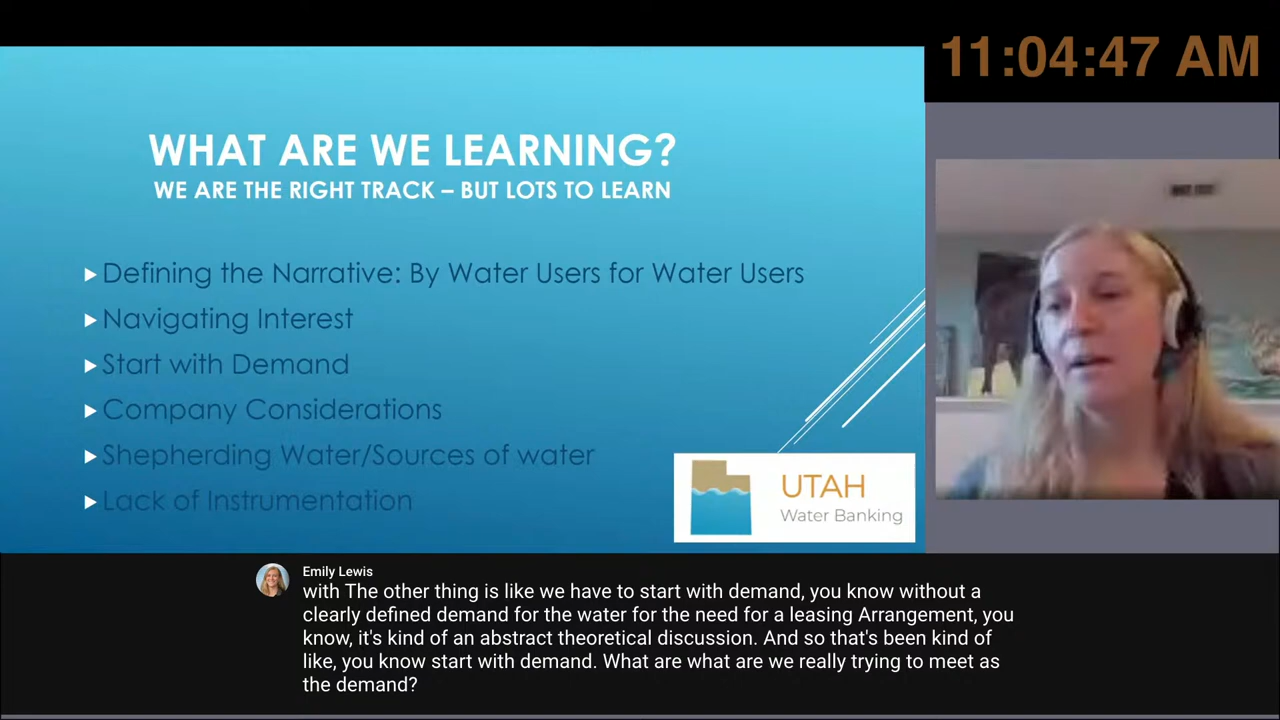 11:04:47 AM
WHAT ARE WE LEARNING?
WE ARE THE RIGHT TRACK – BUT LOTS TO LEARN
Defining the Narrative: By Water Users for Water Users
Navigating Interest
Start with Demand
Company Considerations
Shepherding Water/Sources of water
Lack of Instrumentation
UTAH
Water Banking
Emily Lewis
with The other thing is like we have to start with demand, you know without a
clearly defined demand for the water for the need for a leasing Arrangement, you
know, it's kind of an abstract theoretical discussion. And so that's been kind of
like, you know start with demand. What are what are we really trying to meet as
the demand?